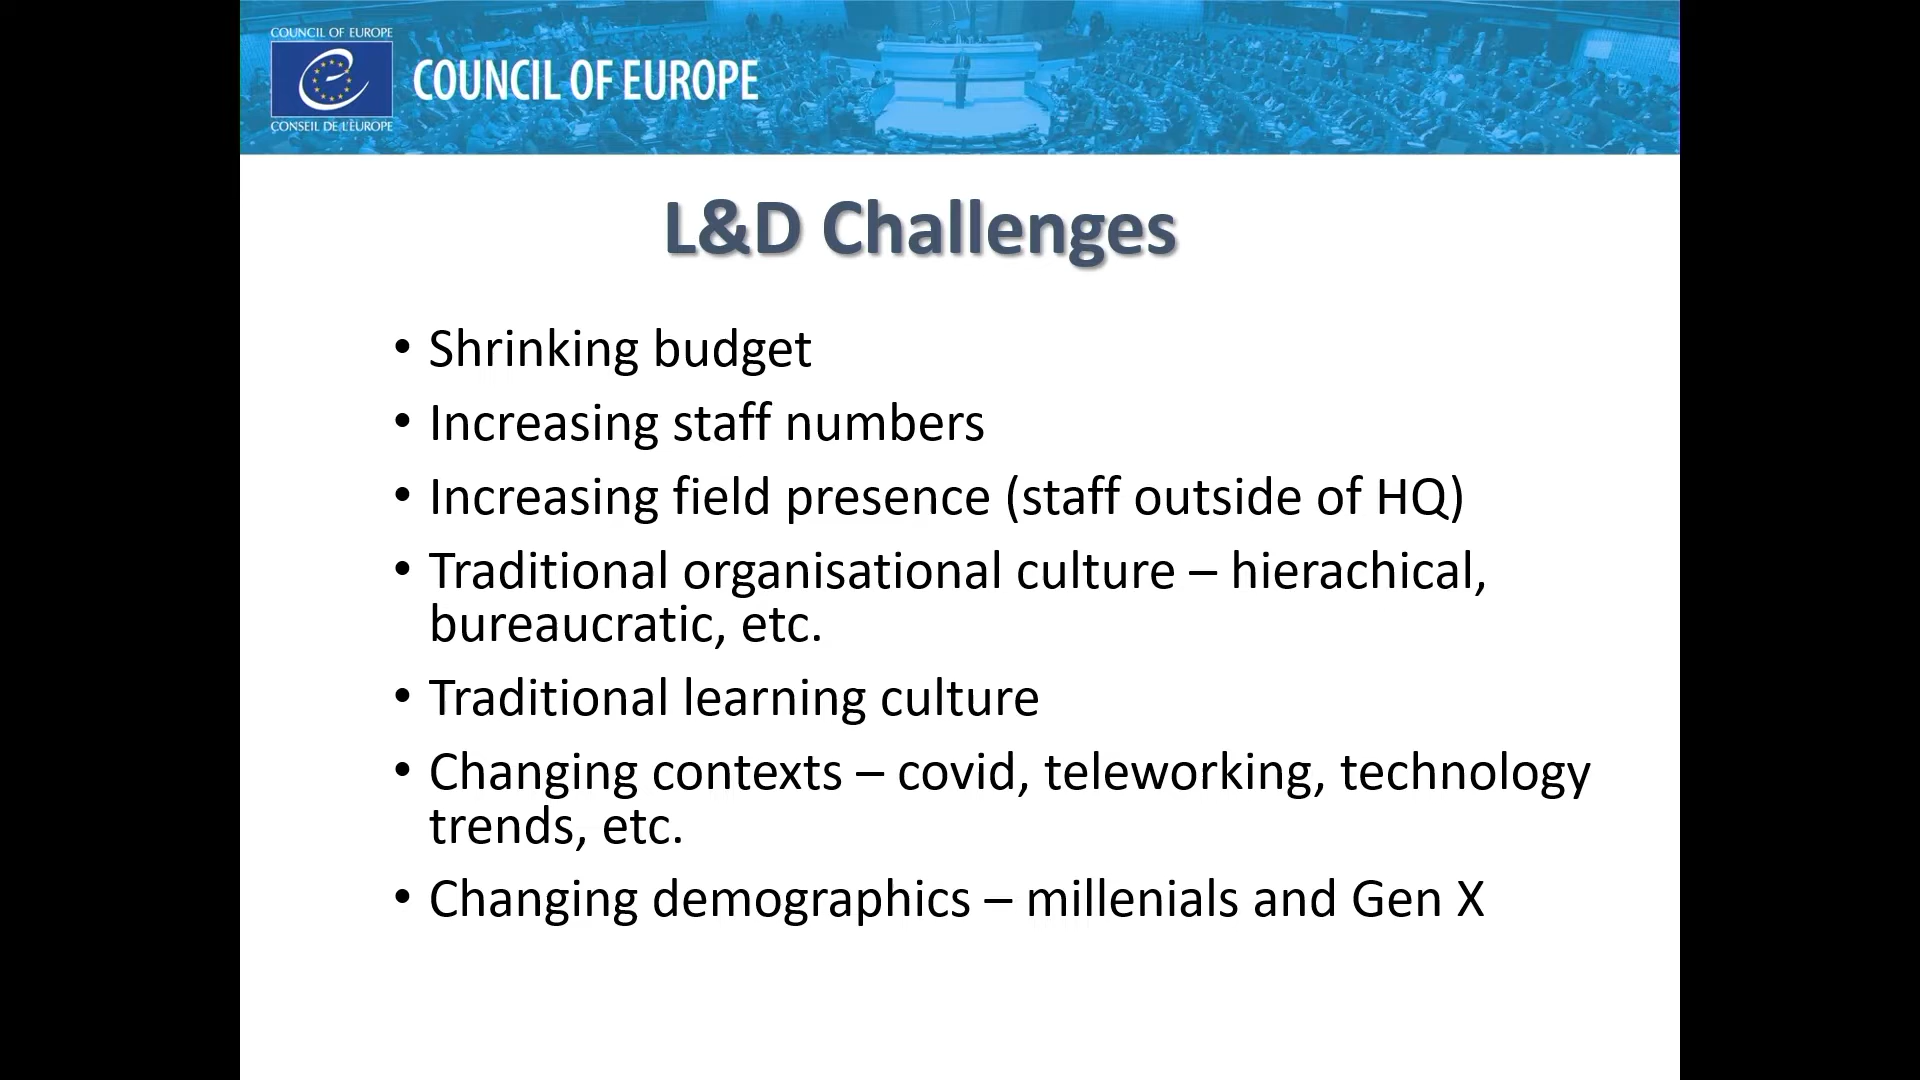 COUNCIL OF EUROPE
COUNCIL OF EUROPE
CONSEIL DE L'EUROPE
L&D Challenges
• Shrinking budget
• Increasing staff numbers
• Increasing field presence (staff outside of HQ)
• Traditional organisational culture – hierachical,
bureaucratic, etc.
• Traditional learning culture
• Changing contexts – covid, teleworking, technology
trends, etc.
• Changing demographics – millenials and Gen X